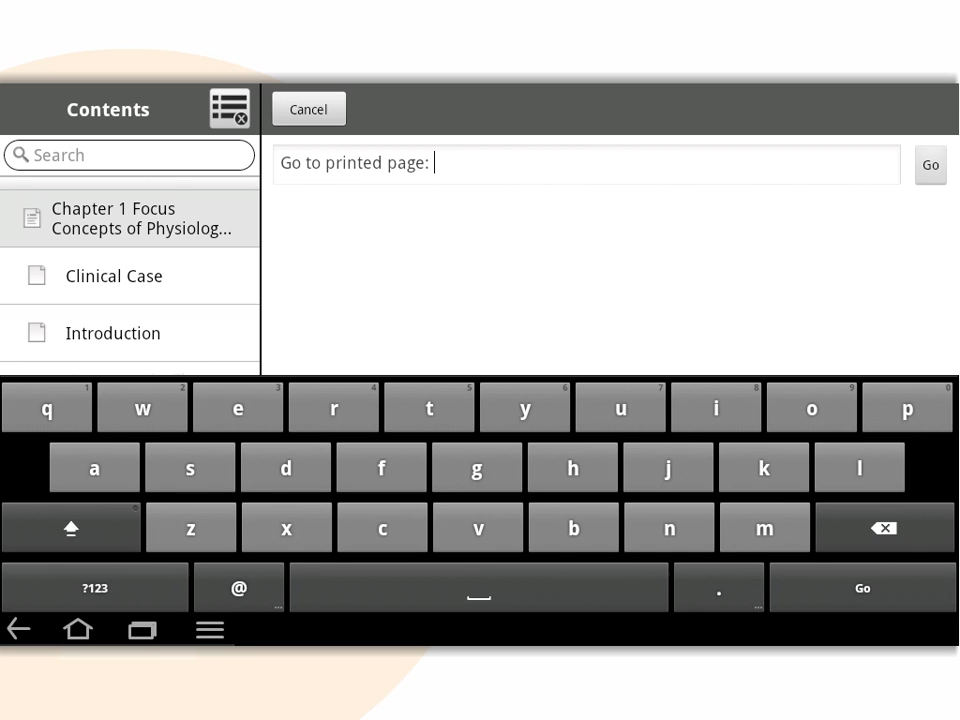 Contents
Cancel
Search
Go to printed page:
Go
Chapter 1 Focus
Concepts of Physiolog...
Clinical Case
Introduction
1 2 3 4 5 6 7 8 9 0
q w e r t y u i o p
a s d f g h j k l
z x c v b n m
?123 @ ... . ... Go